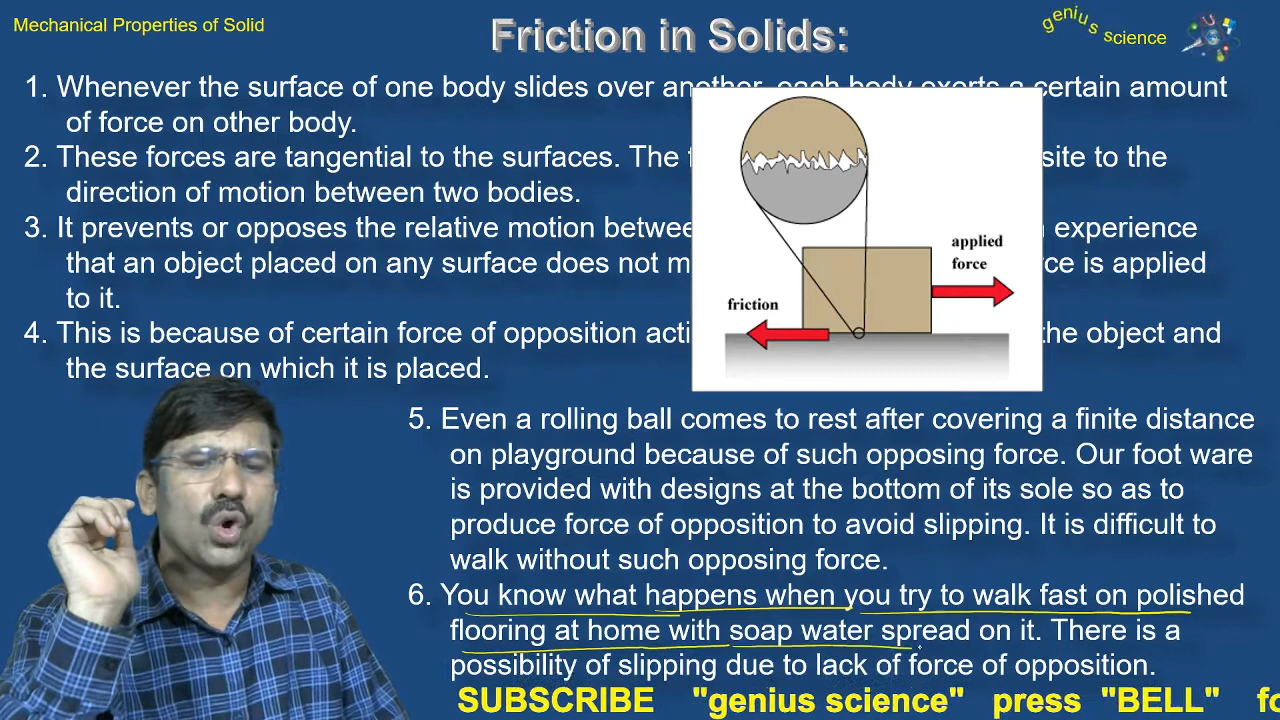 Mechanical Properties of Solid
Friction in Solids:
genius science
1. Whenever the surface of one body slides over another, each body exerts a certain amount
of force on other body.
2. These forces are tangential to the surfaces. The site to the
direction of motion between two bodies.
3. It prevents or opposes the relative motion betwee experience
that an object placed on any surface does not m rce is applied
to it.
4. This is because of certain force of opposition acti the object and
the surface on which it is placed.
applied
force
friction
5. Even a rolling ball comes to rest after covering a finite distance
on playground because of such opposing force. Our foot ware
is provided with designs at the bottom of its sole so as to
produce force of opposition to avoid slipping. It is difficult to
walk without such opposing force.
6. You know what happens when you try to walk fast on polished
flooring at home with soap water spread on it. There is a
possibility of slipping due to lack of force of opposition.
SUBSCRIBE "genius science" press "BELL" fo